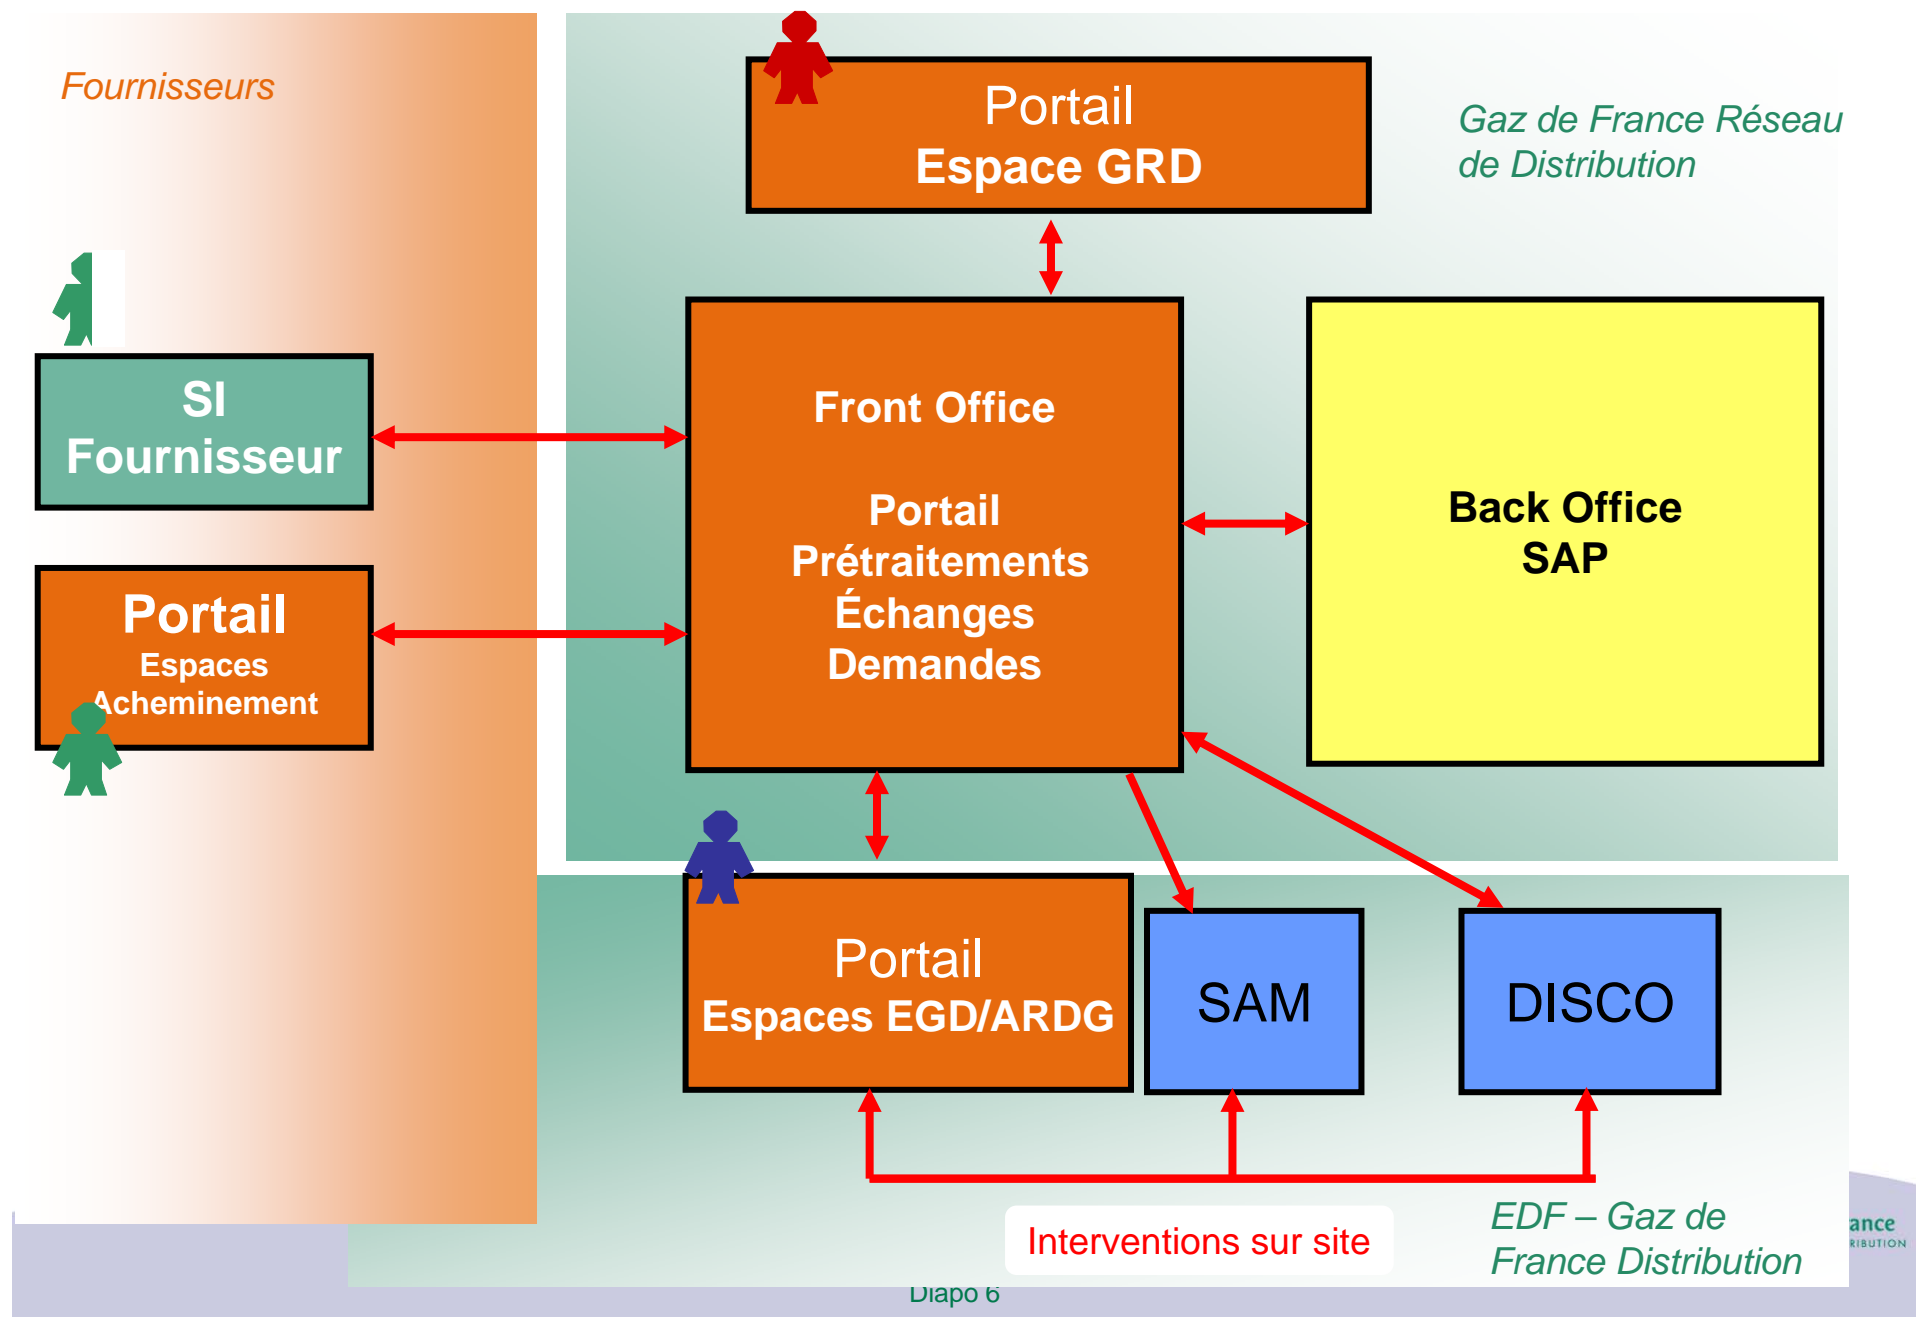 Fournisseurs
Portail
Espace GRD
Gaz de France Réseau
de Distribution
SI
Fournisseur
Front Office
Portail
Prétraitements
Échanges
Demandes
Back Office
SAP
Portail
Espaces
Acheminement
Portail
Espaces EGD/ARDG
SAM
DISCO
Interventions sur site
EDF – Gaz de
France Distribution
Diapo 6